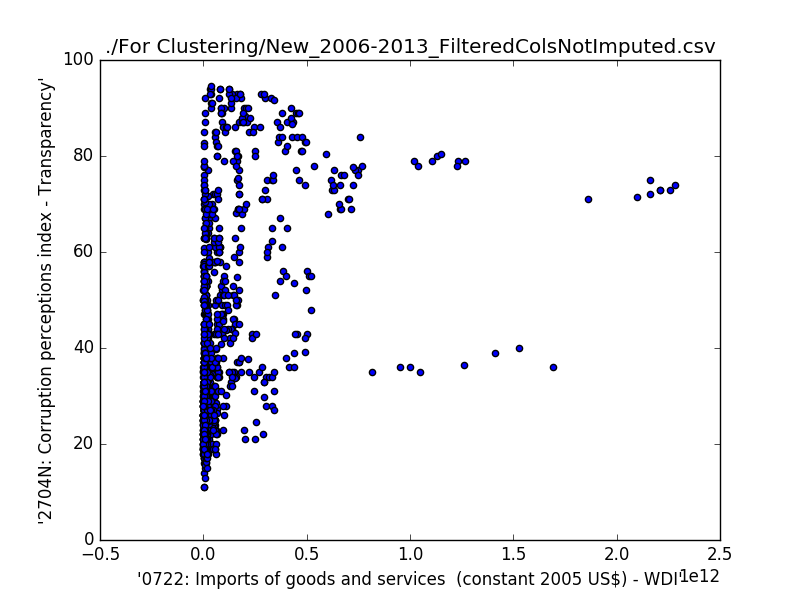 ./For Clustering/New_2006-2013_FilteredColsNotImputed.csv
100
80
60
40
20
0
'2704N: Corruption perceptions index - Transparency'
−0.5 0.0 0.5 1.0 1.5 2.0 2.5
1e12
'0722: Imports of goods and services (constant 2005 US$) - WDI'